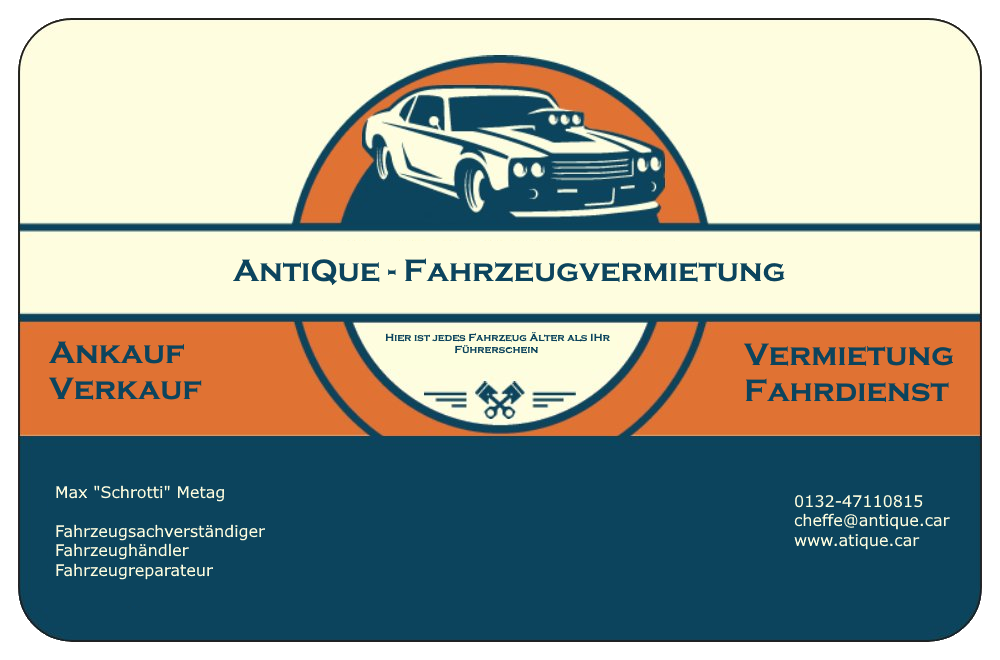 AntiQue - Fahrzeugvermietung
Hier ist jedes Fahrzeug Älter als IHr
Führerschein
Ankauf
Verkauf
Vermietung
Fahrdienst
Max "Schrotti" Metag
Fahrzeugsachverständiger
Fahrzeughändler
Fahrzeugreparateur
0132-47110815
cheffe@antique.car
www.atique.car